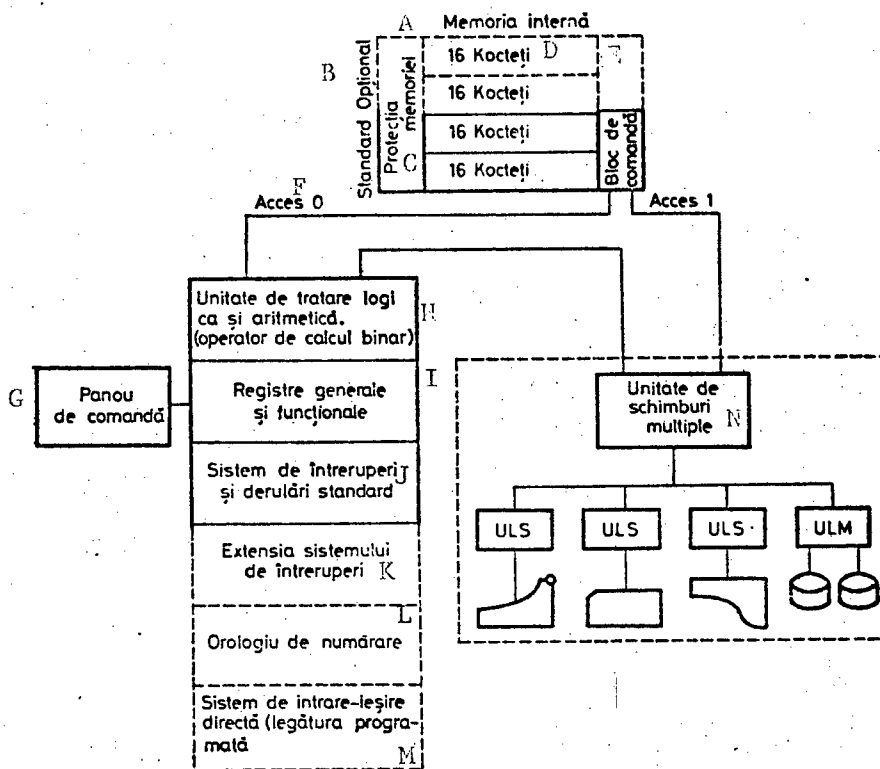 A Memoria internă
B
Standard Opțional
Protecția
memoriei
16 Kocteți D
E
16 Kocteți
16 Kocteți
C 16 Kocteți
Bloc de
comandă
F
Acces 0
Acces 1
Unitate de tratare logi
ca și aritmetică.
(operator de calcul binar)
H
G
Panou
de comandă
I
Registre generale
și funcționale
Sistem de întreruperi
și derulări standard
J
Extensia sistemului
de întreruperi K
L
Orologiu de numărare
Sistem de intrare-ieșire
directă (legătura progra-
mată
M
Unitate de
schimburi
multiple N
ULS ULS ULS ULM